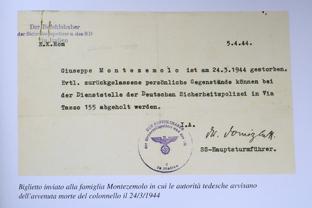 Der Befehlshaber
der Sicherheitspolizei u. des SD
in Italien
E.K.Rom
5.4.44.
Giuseppe Montezemolo ist am 24.3.1944 gestorben.
Evtl. zurückgelassene persönliche Gegenstände können bei
der Dienststelle der Deutschen Sicherheitspolizei in Via
Tasso 155 abgeholt werden.
I.A.
SS-Hauptsturmführer.
Biglietto inviato alla famiglia Montezemolo in cui le autorità tedesche avvisano
dell'avvenuta morte del colonnello il 24/3/1944